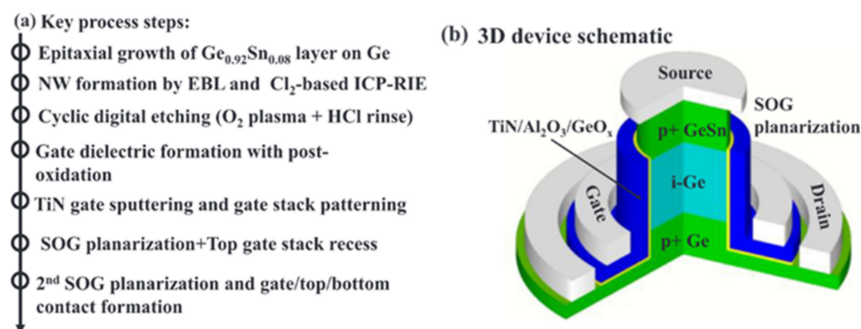 (a) Key process steps:
Epitaxial growth of Ge₀.₉₂Sn₀.₀₈ layer on Ge
NW formation by EBL and Cl₂-based ICP-RIE
Cyclic digital etching (O₂ plasma + HCl rinse)
Gate dielectric formation with post-
oxidation
TiN gate sputtering and gate stack patterning
SOG planarization+Top gate stack recess
2nd SOG planarization and gate/top/bottom
contact formation
(b) 3D device schematic
Source
SOG
planarization
TiN/Al₂O₃/GeOₓ
p+ GeSn
i-Ge
Gate
Drain
p+ Ge